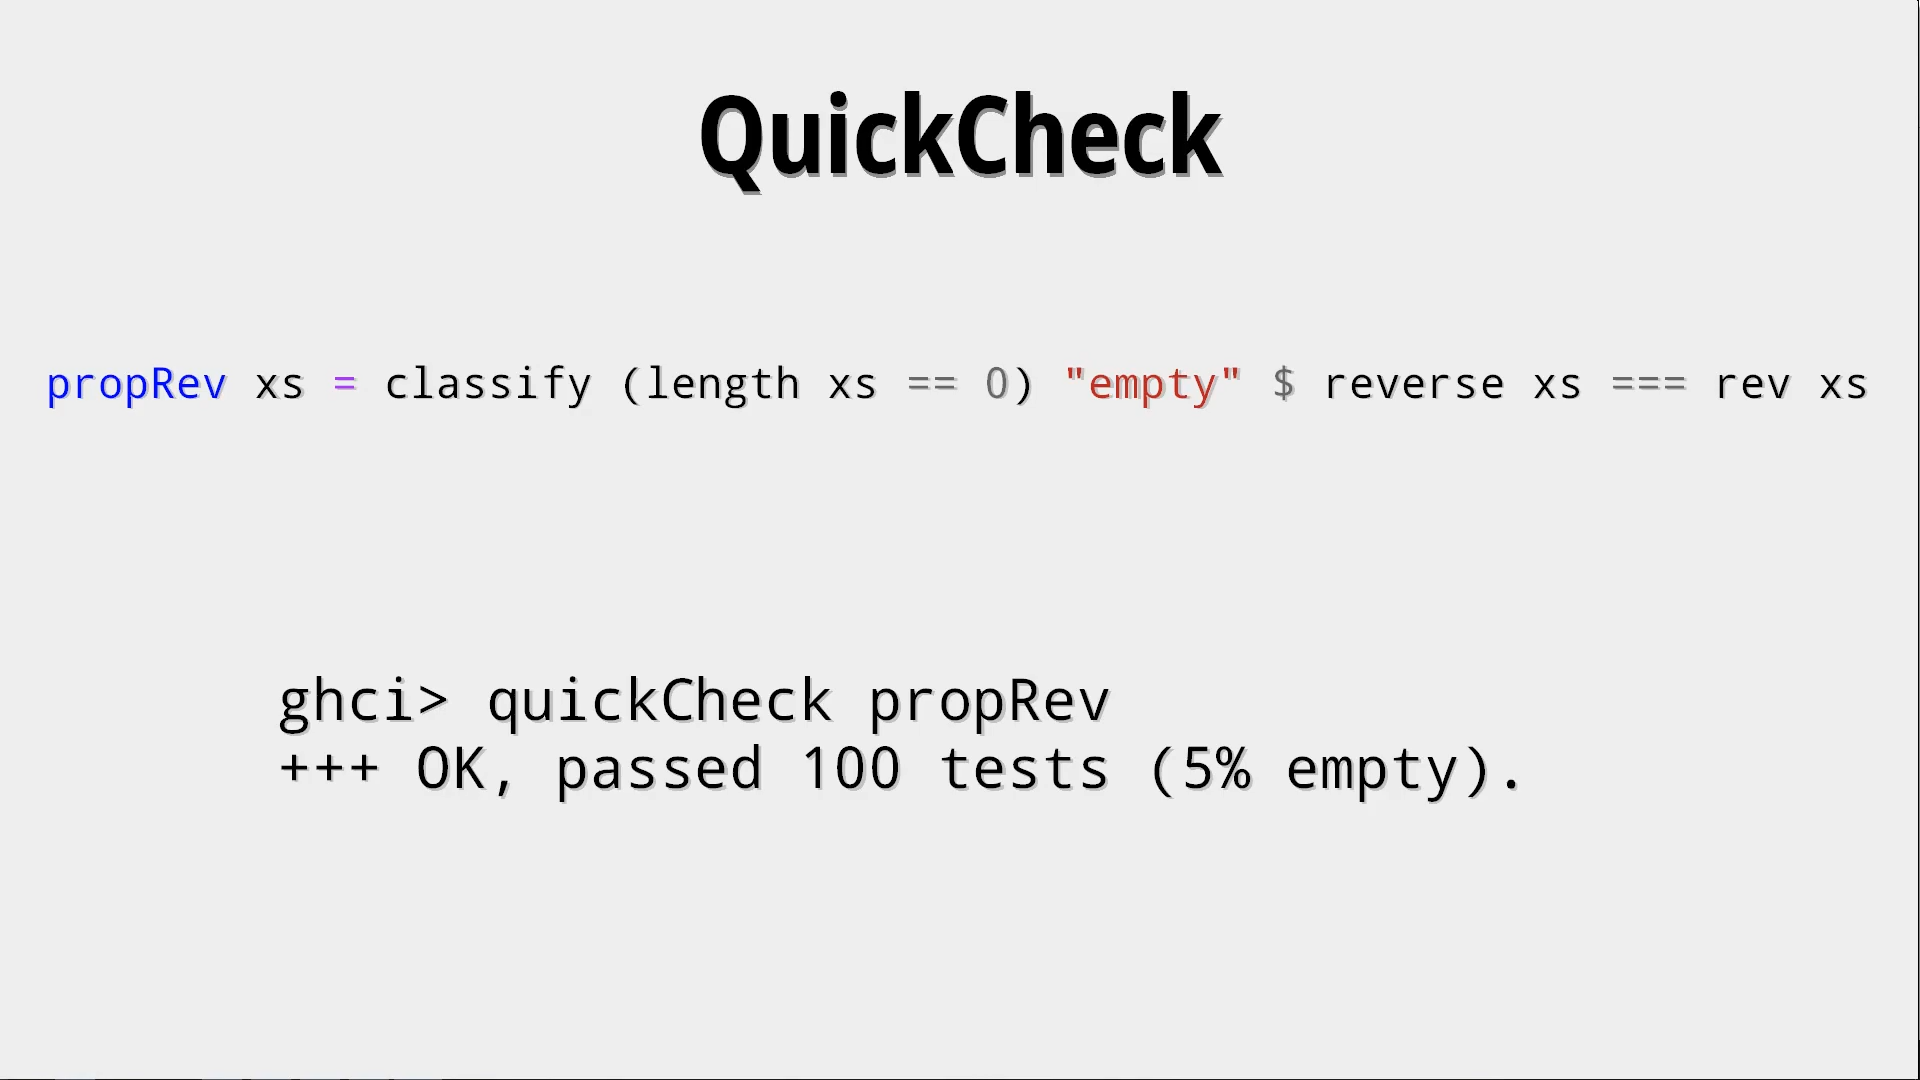 QuickCheck
propRev xs = classify (length xs == 0) "empty" $ reverse xs === rev xs
ghci> quickCheck propRev
+++ OK, passed 100 tests (5% empty).